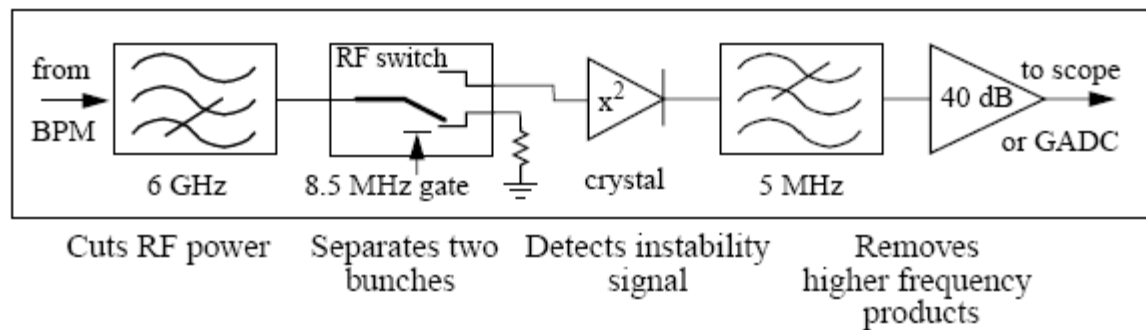 from
BPM
6 GHz
RF switch
8.5 MHz gate
x²
crystal
5 MHz
40 dB
to scope
or GADC
Cuts RF power
Separates two
bunches
Detects instability
signal
Removes
higher frequency
products